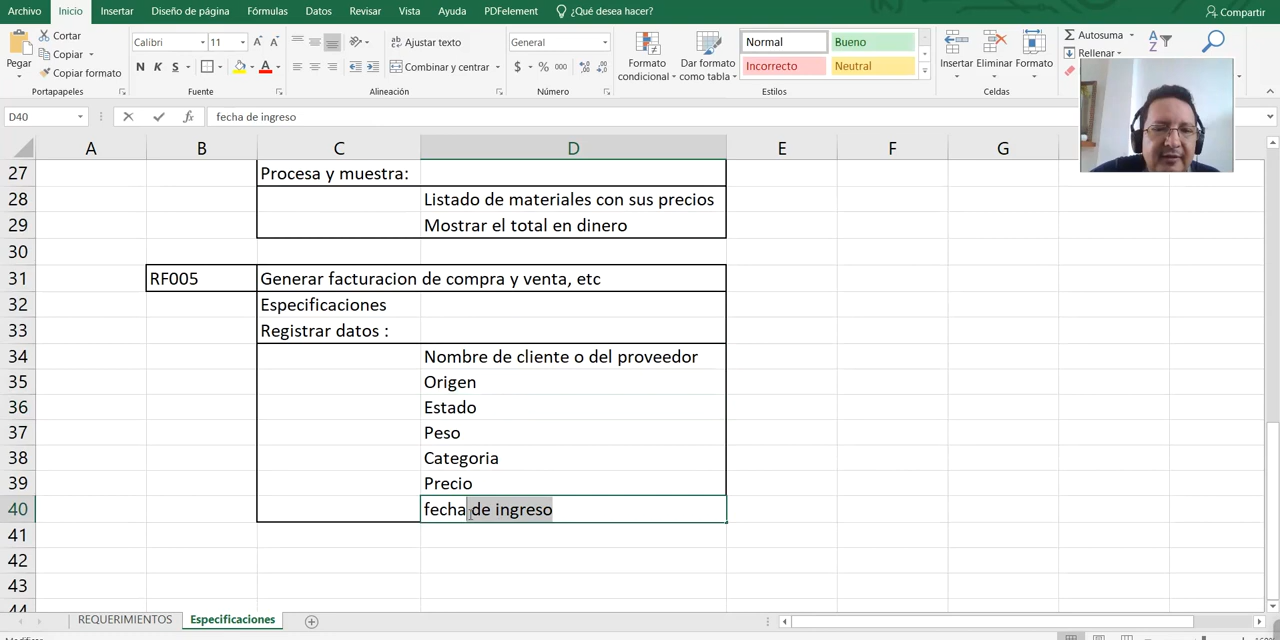 Archivo Inicio Insertar Diseño de página Fórmulas Datos Revisar Vista Ayuda PDFelement ¿Qué desea hacer? Compartir
Pegar
Cortar
Copiar
Copiar formato
Portapapeles
Calibri 11
N K S
Fuente
Ajustar texto
Combinar y centrar
Alineación
General
$ % 000
Número
Formato condicional
Dar formato como tabla
Normal Bueno
Incorrecto Neutral
Estilos
Insertar Eliminar Formato
Celdas
Autosuma
Rellenar
D40 fx fecha de ingreso
A B C D E F G
27 Procesa y muestra:
28 Listado de materiales con sus precios
29 Mostrar el total en dinero
30
31 RF005 Generar facturacion de compra y venta, etc
32 Especificaciones
33 Registrar datos :
34 Nombre de cliente o del proveedor
35 Origen
36 Estado
37 Peso
38 Categoria
39 Precio
40 fecha de ingreso
41
42
43
44
REQUERIMIENTOS Especificaciones